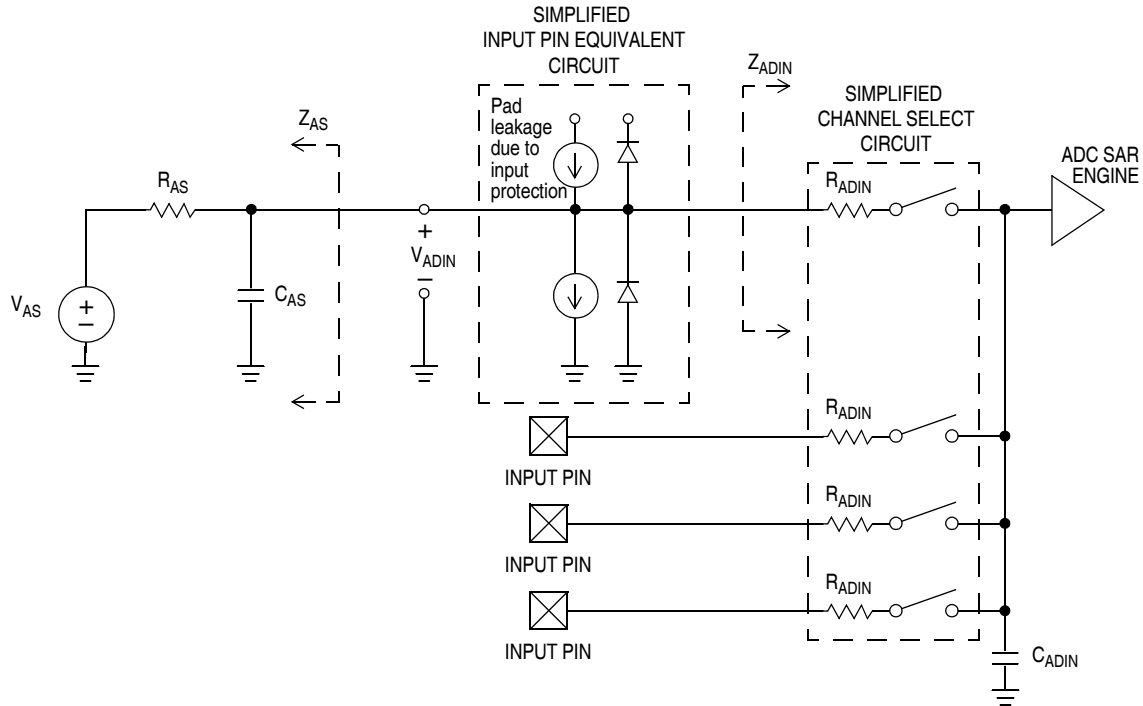 SIMPLIFIED
INPUT PIN EQUIVALENT
CIRCUIT
Pad
leakage
due to
input
protection
ZAS
RAS
VAS
+
–
CAS
+
VADIN
–
ZADIN
SIMPLIFIED
CHANNEL SELECT
CIRCUIT
RADIN
ADC SAR
ENGINE
RADIN
INPUT PIN
RADIN
INPUT PIN
RADIN
INPUT PIN
CADIN